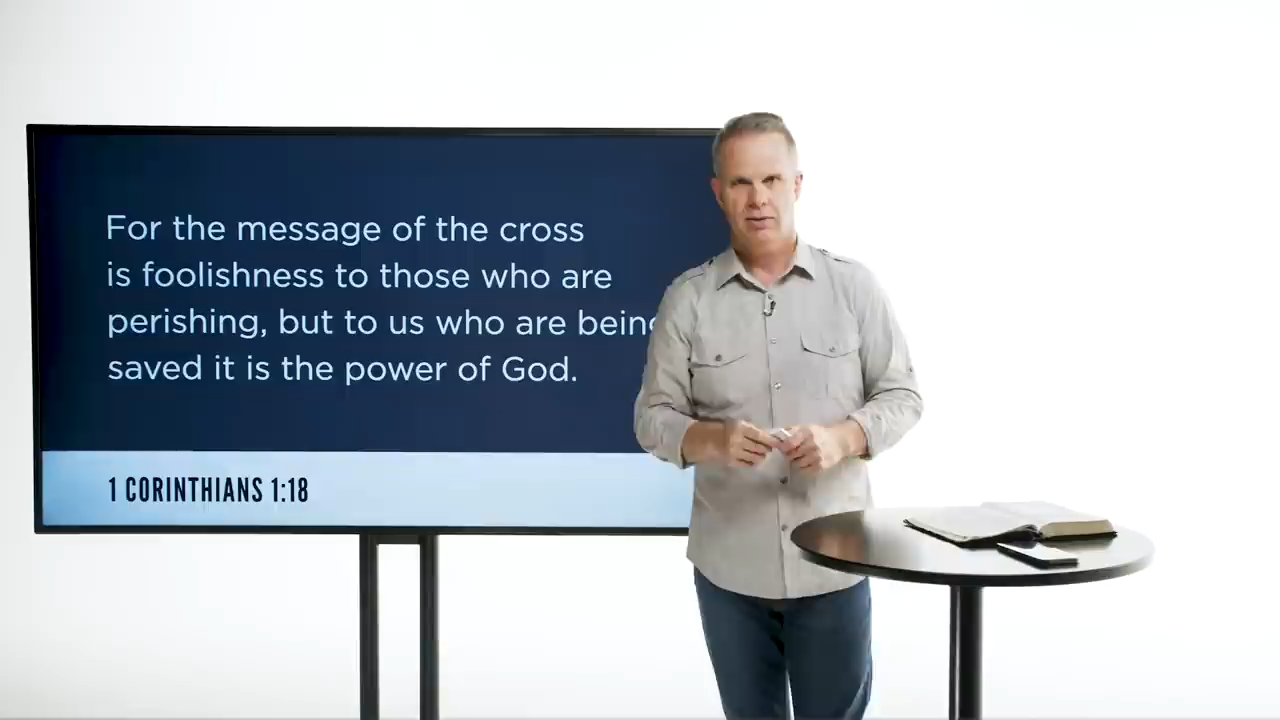 For the message of the cross
is foolishness to those who are
perishing, but to us who are being
saved it is the power of God.
1 CORINTHIANS 1:18